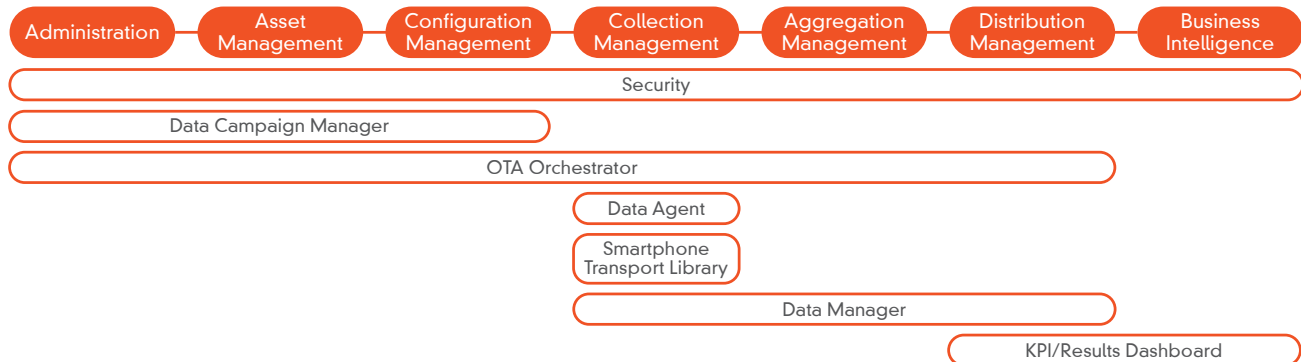 Administration
Asset
Management
Configuration
Management
Collection
Management
Aggregation
Management
Distribution
Management
Business
Intelligence
Security
Data Campaign Manager
OTA Orchestrator
Data Agent
Smartphone
Transport Library
Data Manager
KPI/Results Dashboard